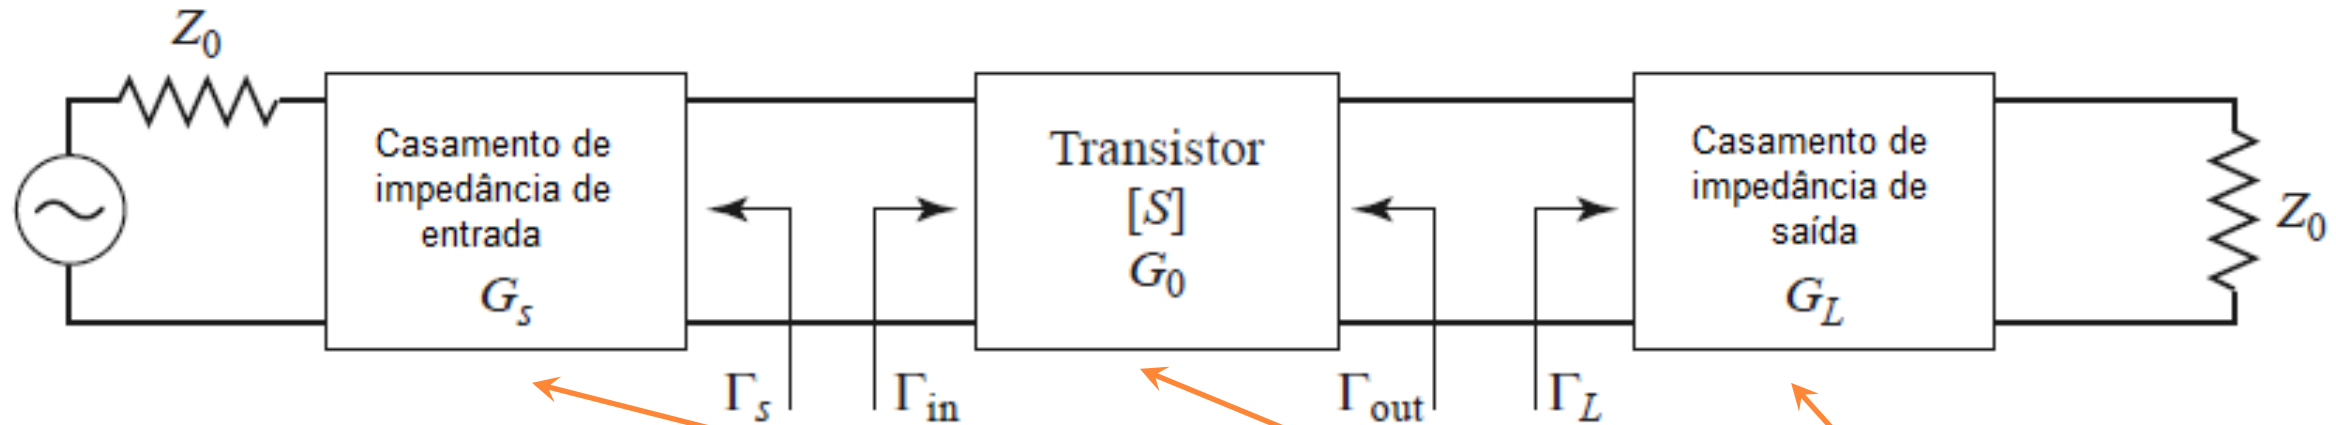 Z0
Casamento de
impedância de
entrada
Gs
Transistor
[S]
G0
Casamento de
impedância de
saída
GL
Z0
Γs
Γin
Γout
ΓL